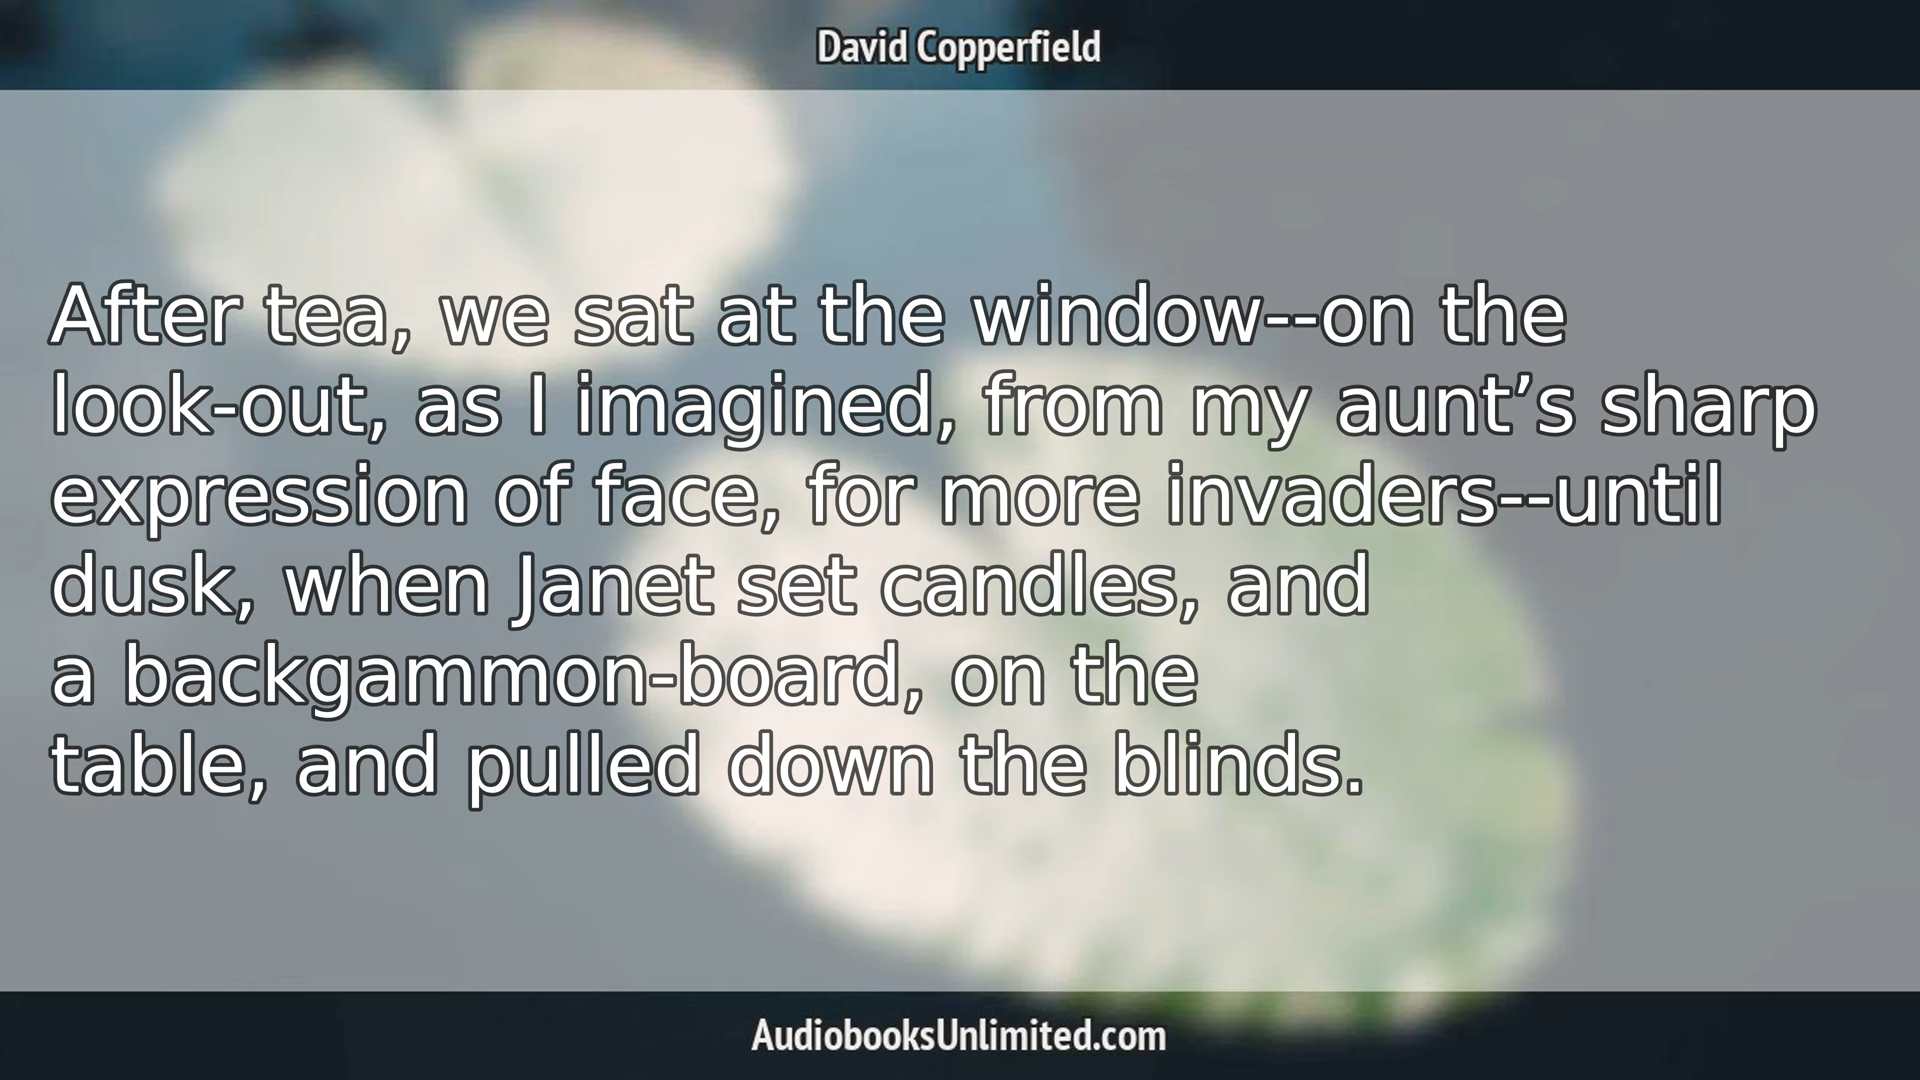 David Copperfield
After tea, we sat at the window--on the
look-out, as I imagined, from my aunt’s sharp
expression of face, for more invaders--until
dusk, when Janet set candles, and
a backgammon-board, on the
table, and pulled down the blinds.
AudiobooksUnlimited.com